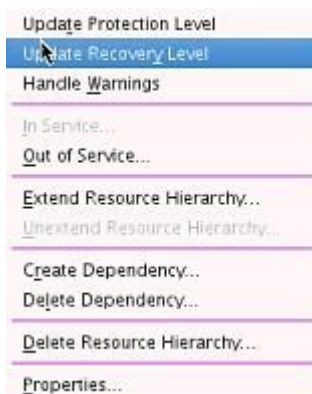 Update Protection Level
Update Recovery Level
Handle Warnings
In Service...
Out of Service...
Extend Resource Hierarchy...
Unextend Resource Hierarchy...
Create Dependency...
Delete Dependency...
Delete Resource Hierarchy...
Properties...